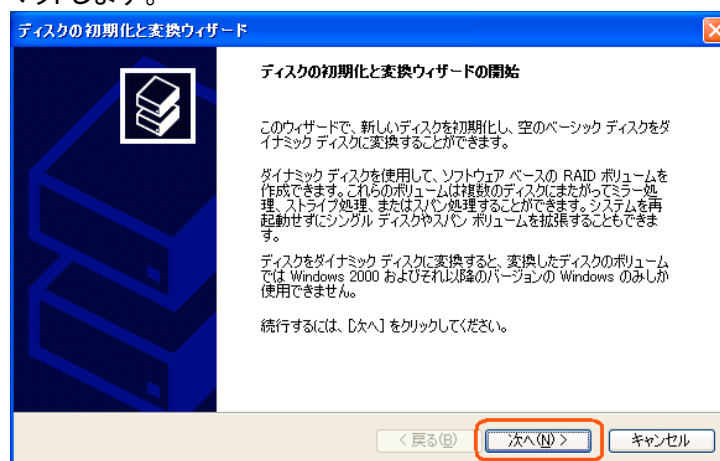 マットします。
ディスクの初期化と変換ウィザード
ディスクの初期化と変換ウィザードの開始
このウィザードで、新しいディスクを初期化し、空のベーシック ディスクをダ
イナミック ディスクに変換することができます。
ダイナミック ディスクを使用して、ソフトウェア ベースの RAID ボリュームを
作成できます。これらのボリュームは複数のディスクにまたがってミラー処
理、ストライプ処理、またはスパン処理することができます。システムを再
起動せずにシングル ディスクやスパン ボリュームを拡張することもできま
す。
ディスクをダイナミック ディスクに変換すると、変換したディスクのボリューム
では Windows 2000 およびそれ以降のバージョンの Windows のみしか
使用できません。
続行するには、[次へ] をクリックしてください。
< 戻る(B) 次へ(N) > キャンセル